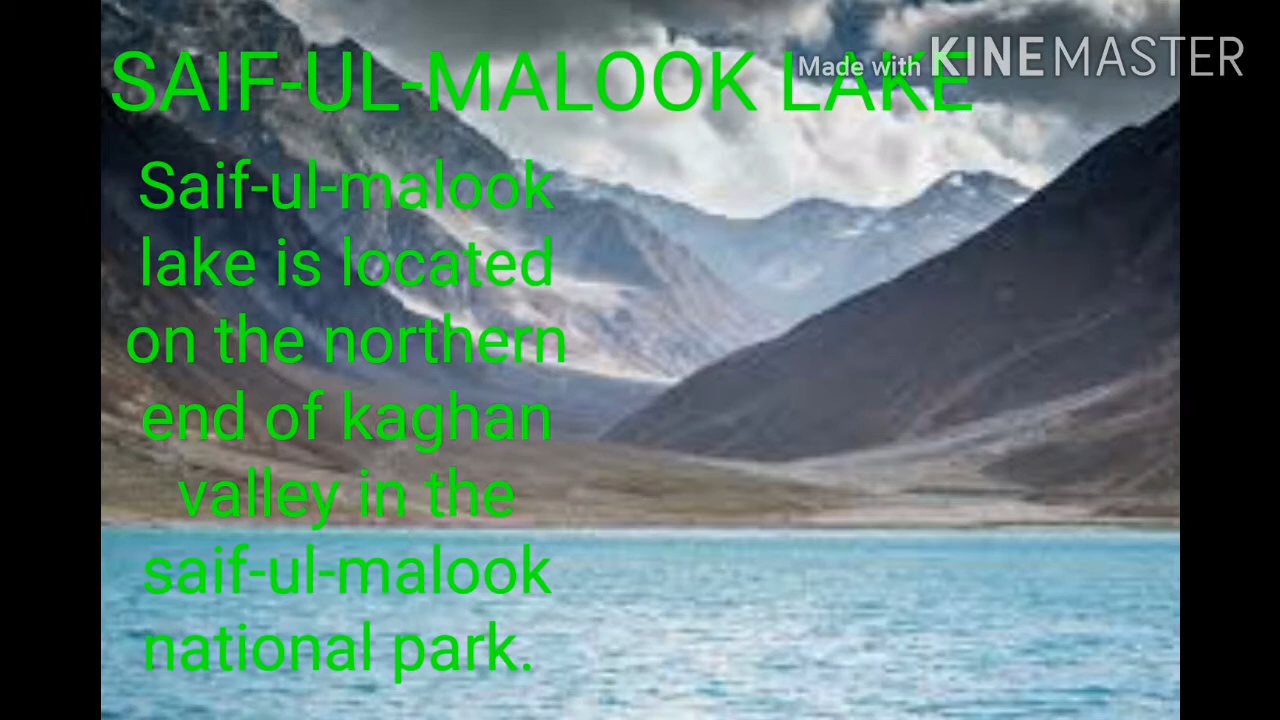 SAIF-UL-MALOOK LAKE
Made with KINEMASTER
Saif-ul-malook
lake is located
on the northern
end of kaghan
valley in the
saif-ul-malook
national park.